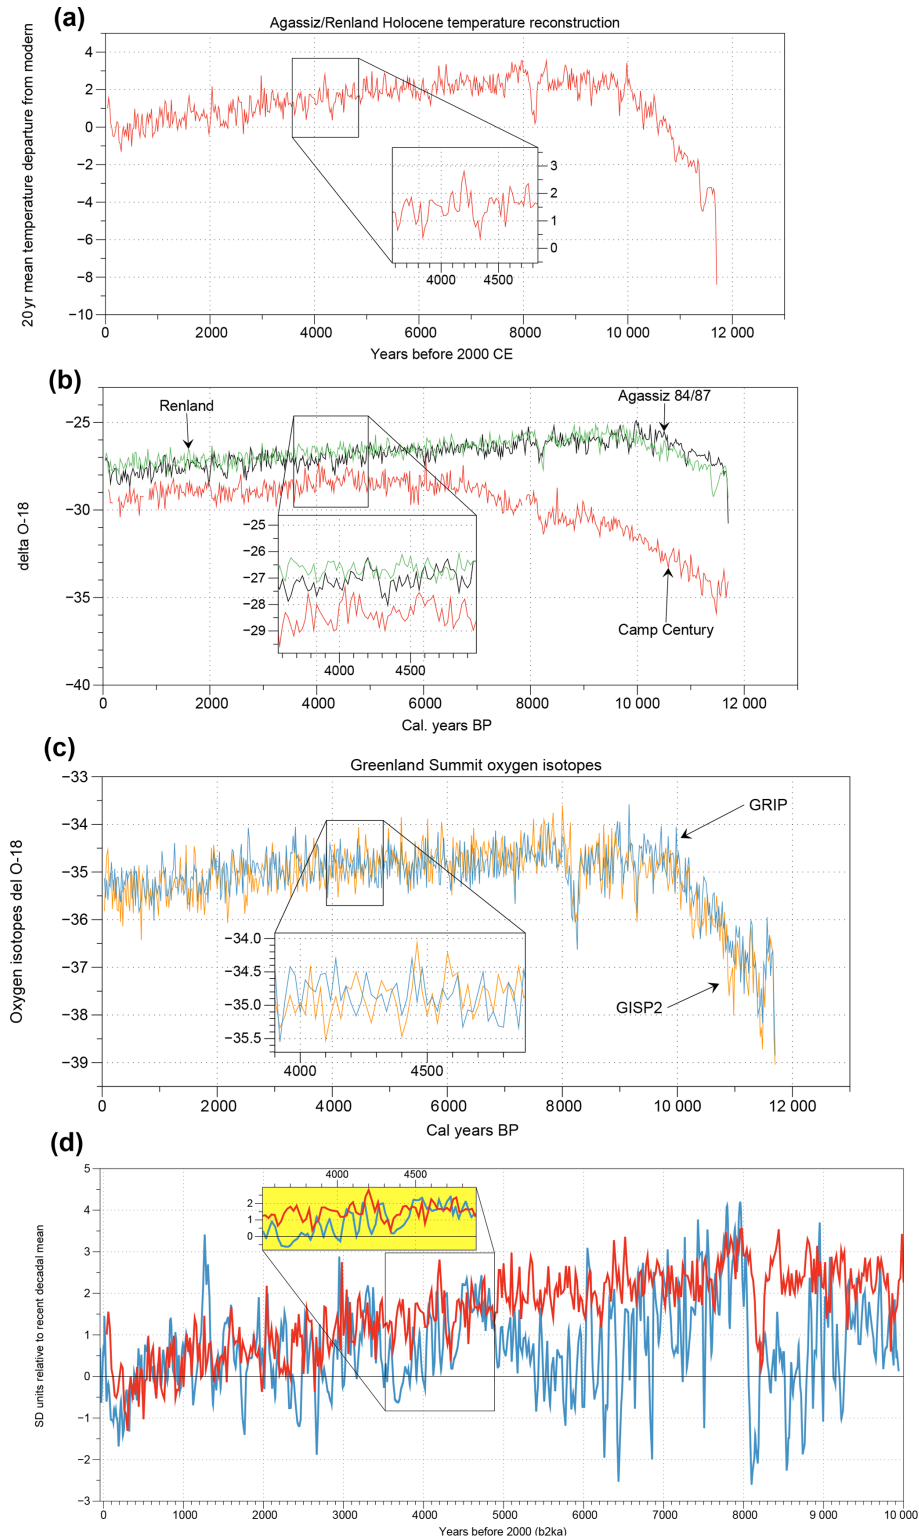 (a)
Agassiz/Renland Holocene temperature reconstruction
20 yr mean temperature departure from modern
4
2
0
−2
−4
−6
−8
−10
3
2
1
0
4000 4500
0 2000 4000 6000 8000 10 000 12 000
Years before 2000 CE
(b)
Renland
Agassiz 84/87
delta O-18
−25
−30
−35
−40
−25
−26
−27
−28
−29
4000 4500
Camp Century
0 2000 4000 6000 8000 10 000 12 000
Cal. years BP
(c)
Greenland Summit oxygen isotopes
Oxygen isotopes del O-18
−33
−34
−35
−36
−37
−38
−39
GRIP
−34.0
−34.5
−35.0
−35.5
4000 4500
GISP2
0 2000 4000 6000 8000 10 000 12 000
Cal years BP
(d)
SD units relative to recent decadal mean
5
4
3
2
1
0
−1
−2
−3
4000 4500
2
1
0
0 1000 2000 3000 4000 5000 6000 7000 8000 9 000 10 000
Years before 2000 (b2ka)